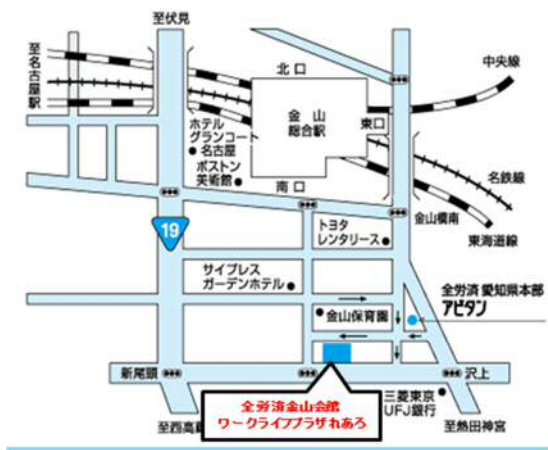 至伏見
至名古屋駅
北口
中央線
金山
総合駅
東口
ホテル
グランコート
名古屋
ボストン
美術館
南口
名鉄線
金山橋南
東海道線
19
トヨタ
レンタリース
サイプレス
ガーデンホテル
全労済 愛知県本部
アピタン
金山保育園
新尾頭
沢上
全労済金山会館
ワークライフプラザれあろ
三菱東京
UFJ銀行
至西高
至熱田神宮